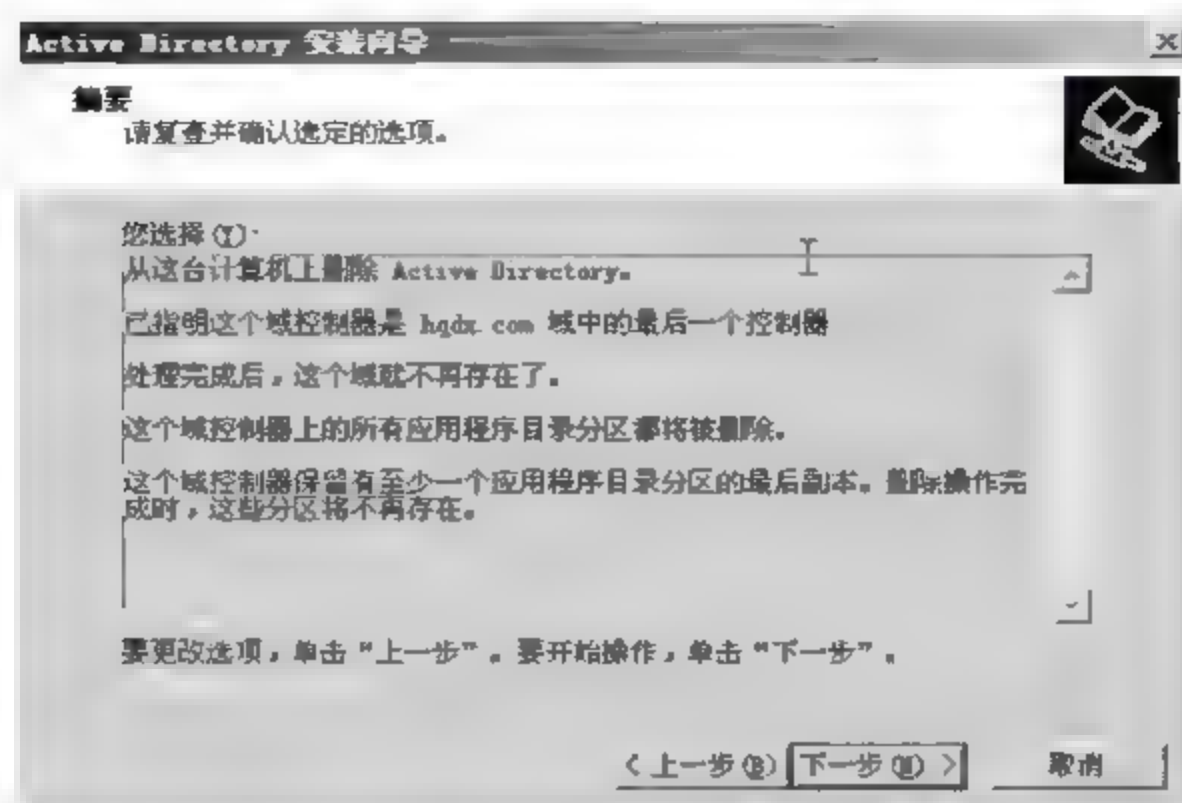 Active Directory 安装向导
摘要
请复查并确认选定的选项。
您选择(Y):
从这台计算机上删除 Active Directory。
已指明这个域控制器是 hqdx.com 域中的最后一个控制器
处理完成后，这个域就不再存在了。
这个域控制器上的所有应用程序目录分区都将被删除。
这个域控制器保留有至少一个应用程序目录分区的最后副本。删除操作完
成时，这些分区将不再存在。
要更改选项，单击“上一步”。要开始操作，单击“下一步”。
< 上一步(B) 下一步(N) > 取消